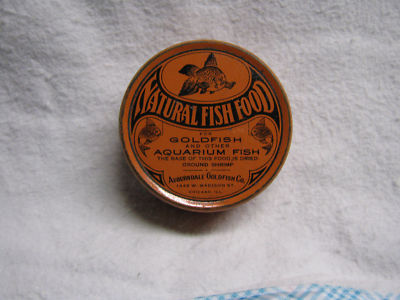 NATURAL FISH FOOD
FOR
GOLDFISH
AND OTHER
AQUARIUM FISH
THE BASE OF THIS FOOD IS DRIED
GROUND SHRIMP
AUBURNDALE GOLDFISH CO.
1449 W. MADISON ST.
CHICAGO, ILL.